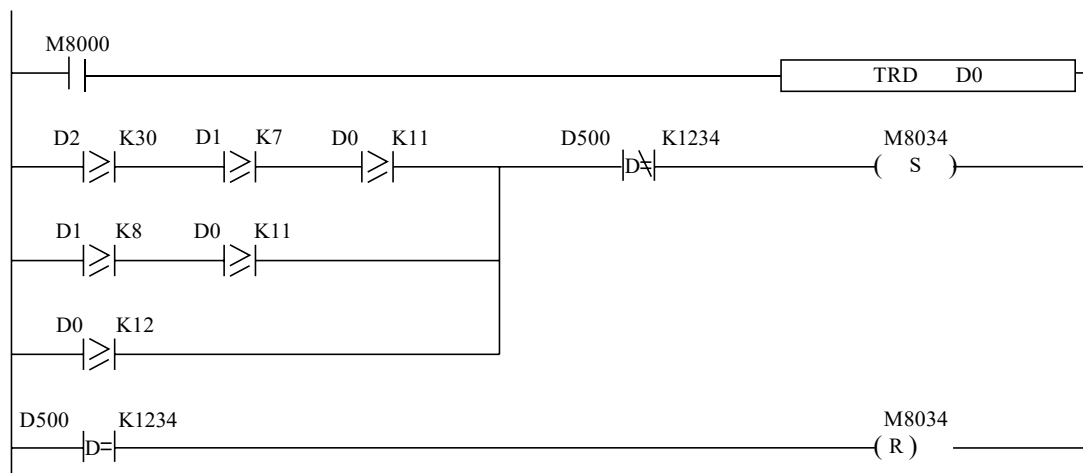 M8000
TRD D0
D2 K30 D1 K7 D0 K11 D500 K1234 M8034
≥ ≥ ≥ D≠ S
D1 K8 D0 K11
≥ ≥
D0 K12
≥
D500 K1234 M8034
D= R